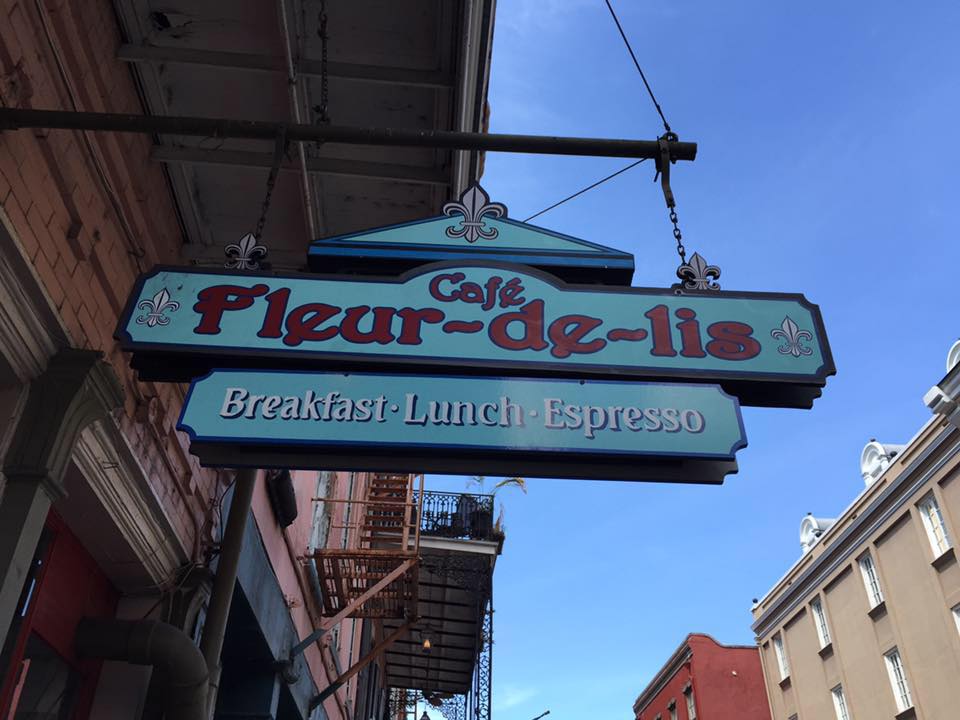 Café
Fleur-de-lis
Breakfast · Lunch · Espresso